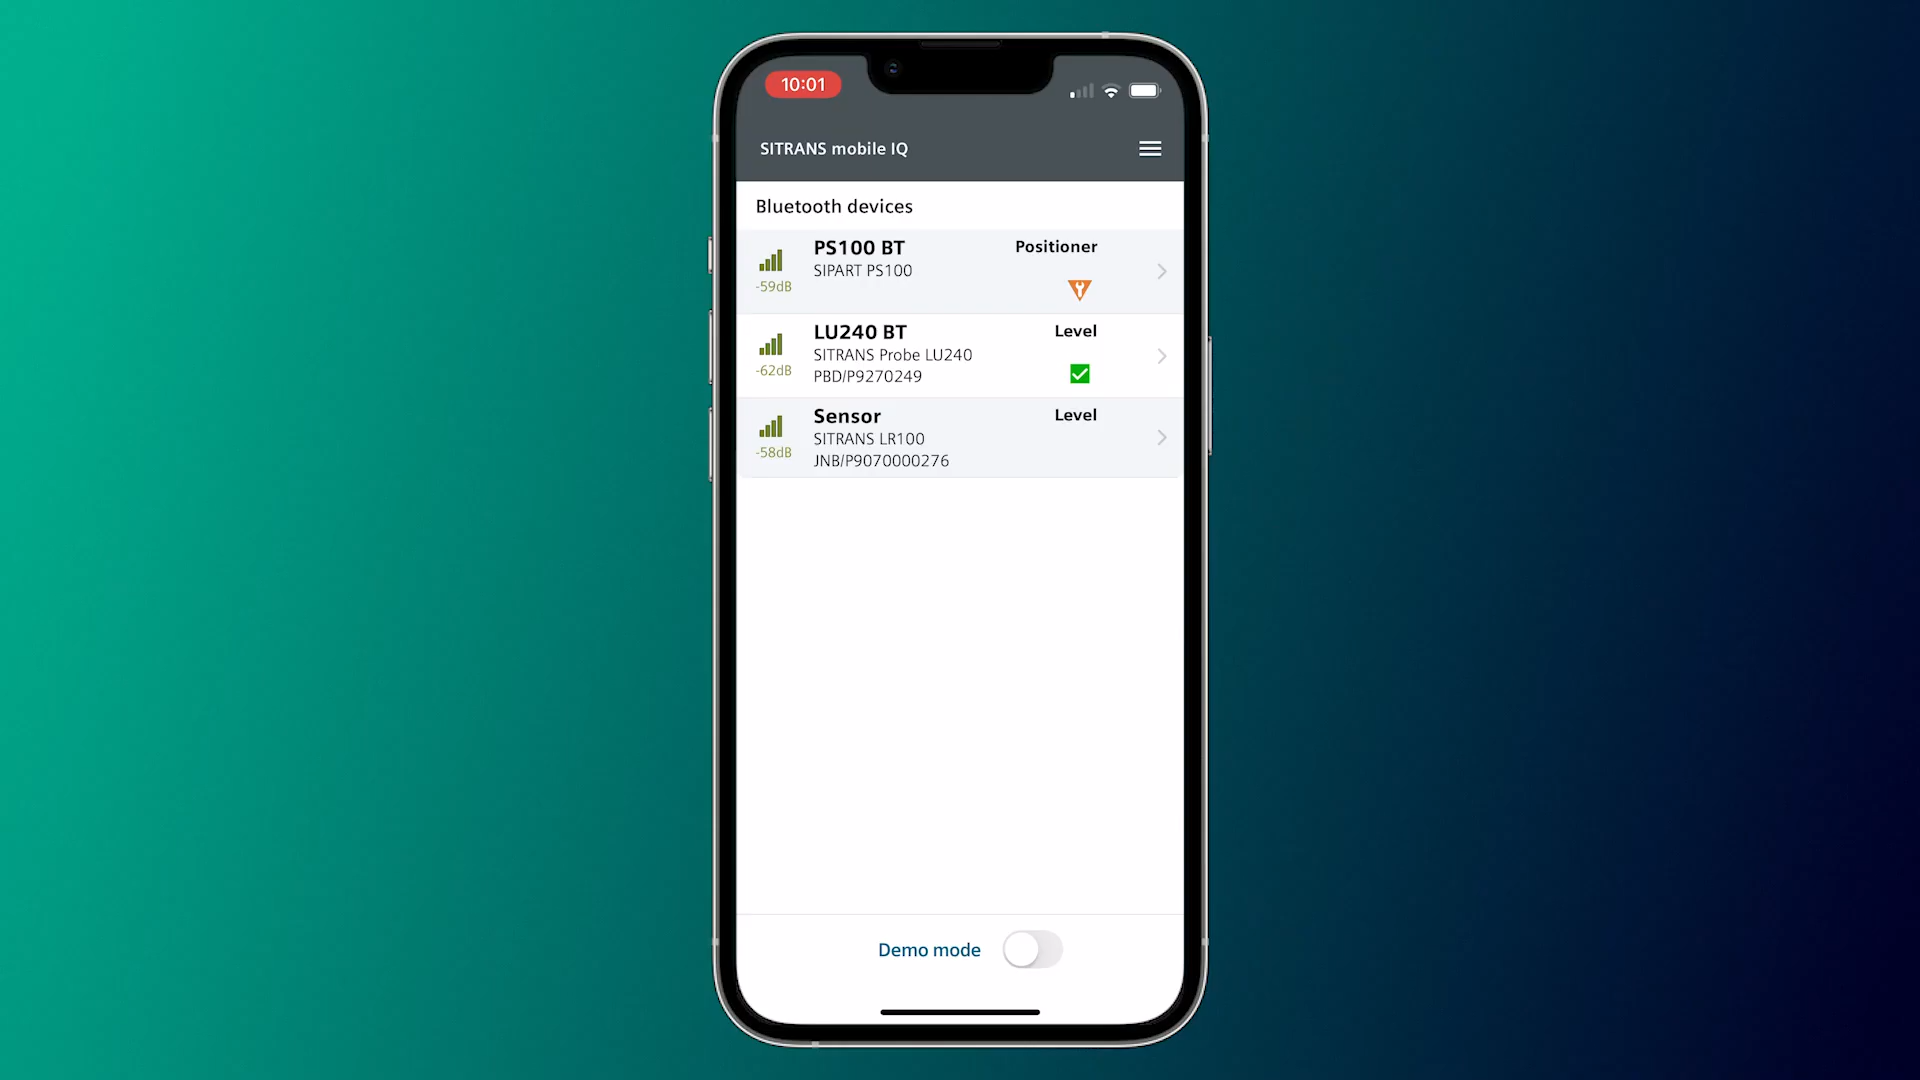 10:01
SITRANS mobile IQ
Bluetooth devices
PS100 BT
Positioner
SIPART PS100
-59dB
LU240 BT
Level
SITRANS Probe LU240
-62dB
PBD/P9270249
Sensor
Level
SITRANS LR100
-58dB
JNB/P9070000276
Demo mode